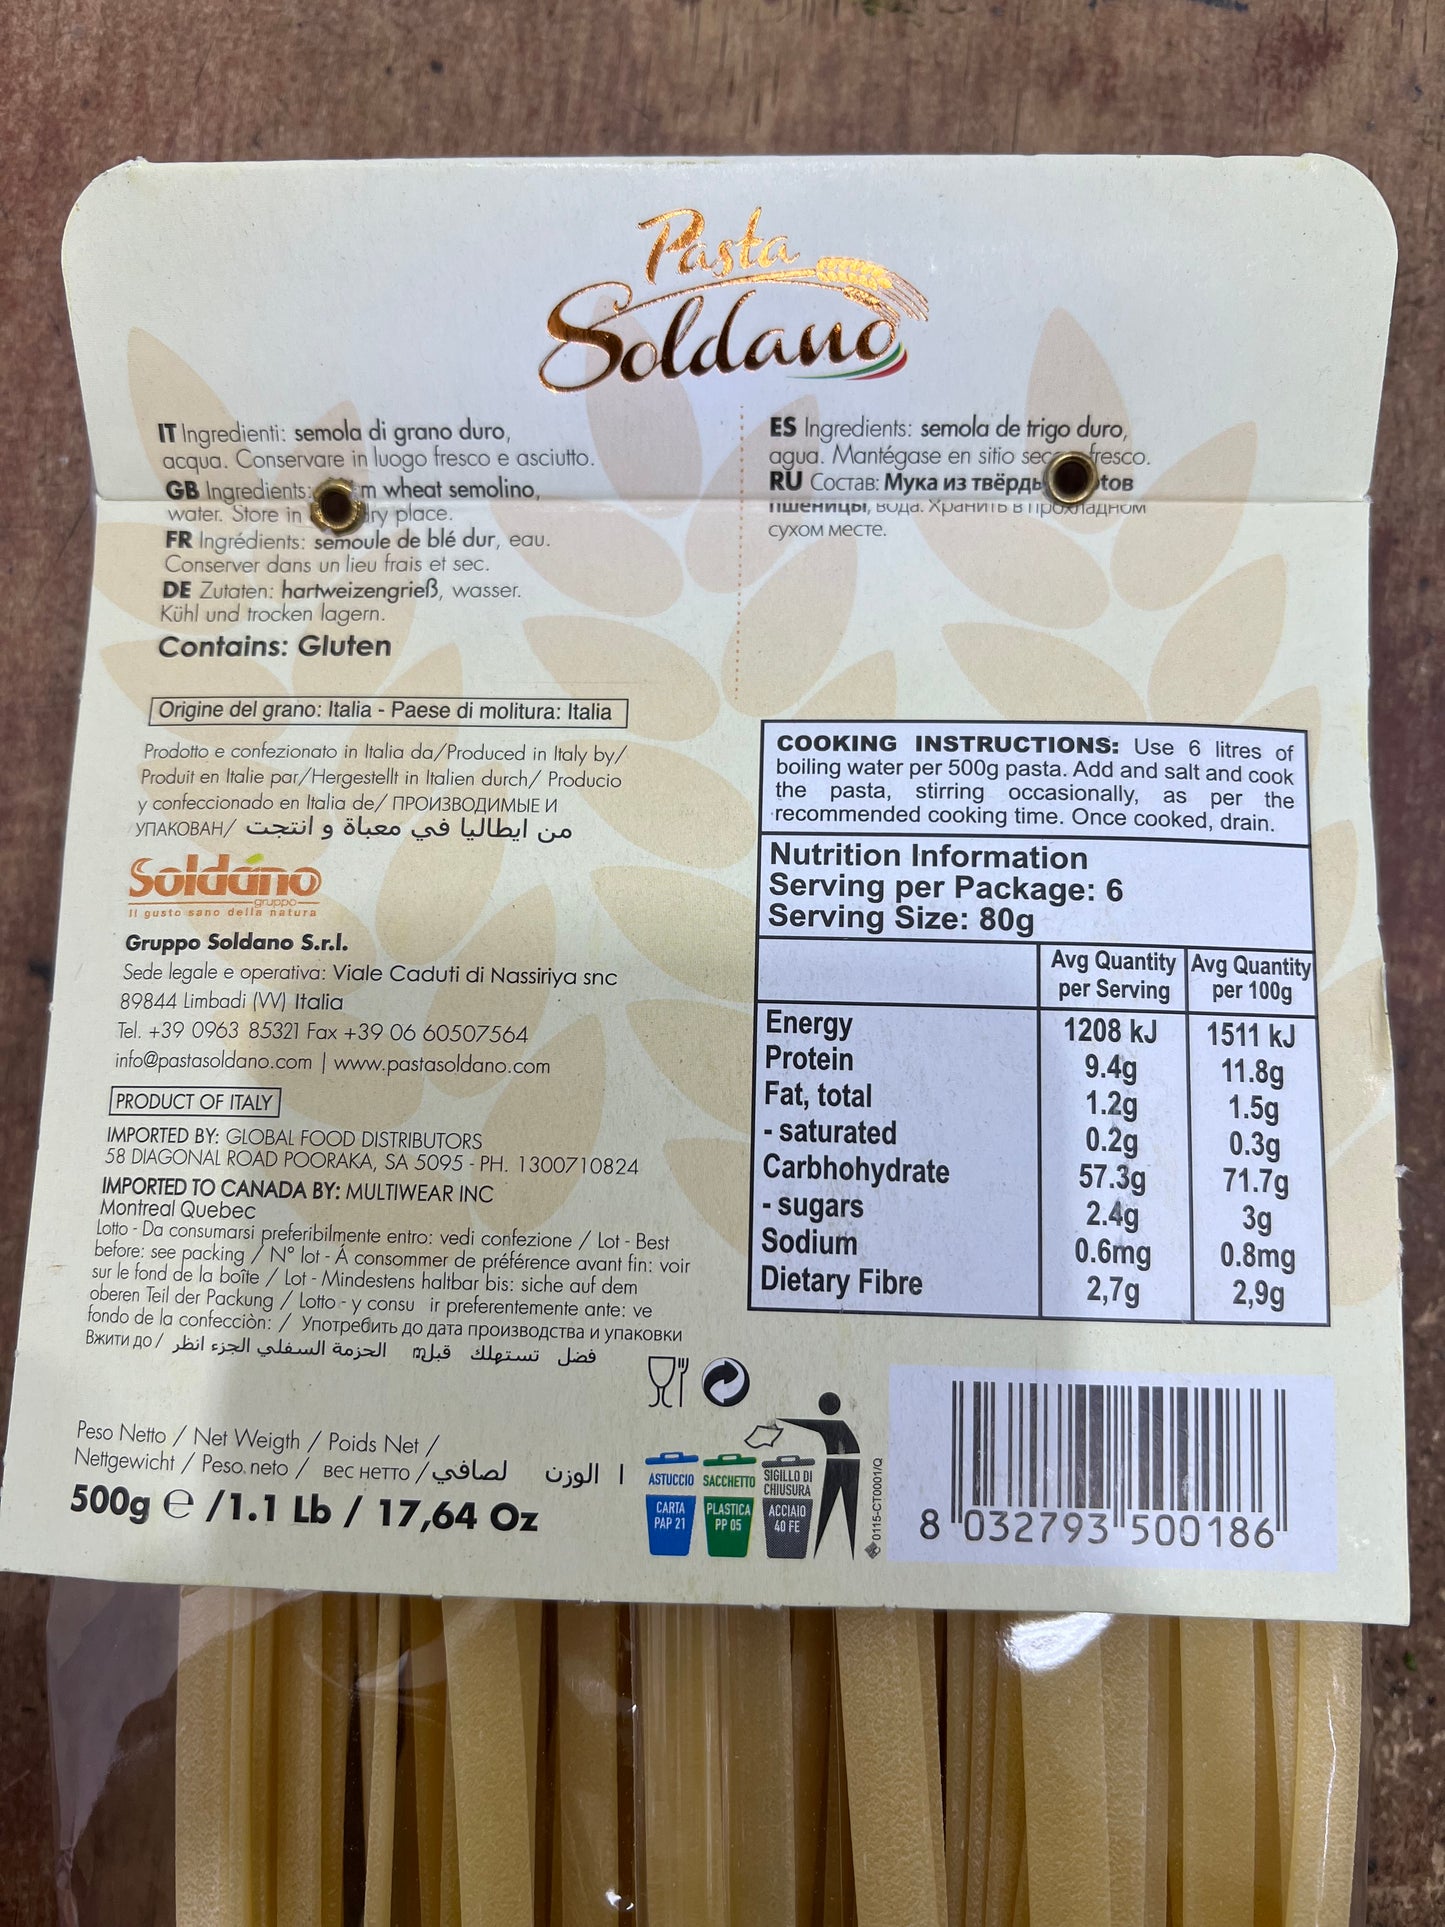 Pasta
Soldano
IT Ingredienti: semola di grano duro,
acqua. Conservare in luogo fresco e asciutto.
GB Ingredients: m wheat semolino,
water. Store in dry place.
FR Ingrédients: semoule de blé dur, eau.
Conserver dans un lieu frais et sec.
DE Zutaten: hartweizengrieß, wasser.
Kühl und trocken lagern.
Contains: Gluten
ES Ingredients: semola de trigo duro,
agua. Mantégase en sitio seco fresco.
RU Состав: Мука из твёрды тов
пшеницы, вода. Хранить в прохладном
сухом месте.
Origine del grano: Italia - Paese di molitura: Italia
Prodotto e confezionato in Italia da/Produced in Italy by/
Produit en Italie par/Hergestellt in Italien durch/ Producio
y confeccionado en Italia de/ ПРОИЗВОДИМЫЕ И
УПАКОВАН/ من ايطاليا في معباة و انتجت
Soldano
gruppo
Il gusto sano della natura
Gruppo Soldano S.r.l.
Sede legale e operativa: Viale Caduti di Nassiriya snc
89844 Limbadi (VV) Italia
Tel. +39 0963 85321 Fax +39 06 60507564
info@pastasoldano.com | www.pastasoldano.com
PRODUCT OF ITALY
IMPORTED BY: GLOBAL FOOD DISTRIBUTORS
58 DIAGONAL ROAD POORAKA, SA 5095 - PH. 1300710824
IMPORTED TO CANADA BY: MULTIWEAR INC
Montreal Quebec
Lotto - Da consumarsi preferibilmente entro: vedi confezione / Lot - Best
before: see packing / N° lot - Á consommer de préférence avant fin: voir
sur le fond de la boîte / Lot - Mindestens haltbar bis: siche auf dem
oberen Teil der Packung / Lotto - y consu ir preferentemente ante: ve
fondo de la confecciòn: / Употребить до дата производства и упаковки
Вжити до / فضل تستهلك قبل الحزمة السفلي الجزء انظر
Peso Netto / Net Weigth / Poids Net /
Nettgewicht / Peso.neto / вес нетто / لصافي الوزن ا
500g ℮ /1.1 Lb / 17,64 Oz
COOKING INSTRUCTIONS: Use 6 litres of
boiling water per 500g pasta. Add and salt and cook
the pasta, stirring occasionally, as per the
recommended cooking time. Once cooked, drain.
Nutrition Information
Serving per Package: 6
Serving Size: 80g
Avg Quantity per Serving Avg Quantity per 100g
Energy 1208 kJ 1511 kJ
Protein 9.4g 11.8g
Fat, total 1.2g 1.5g
- saturated 0.2g 0.3g
Carbhohydrate 57.3g 71.7g
- sugars 2.4g 3g
Sodium 0.6mg 0.8mg
Dietary Fibre 2,7g 2,9g
ASTUCCIO SACCHETTO SIGILLO DI CHIUSURA
CARTA PAP 21 PLASTICA PP 05 ACCIAIO 40 FE
0115-CT0001/Q
8 032793 500186